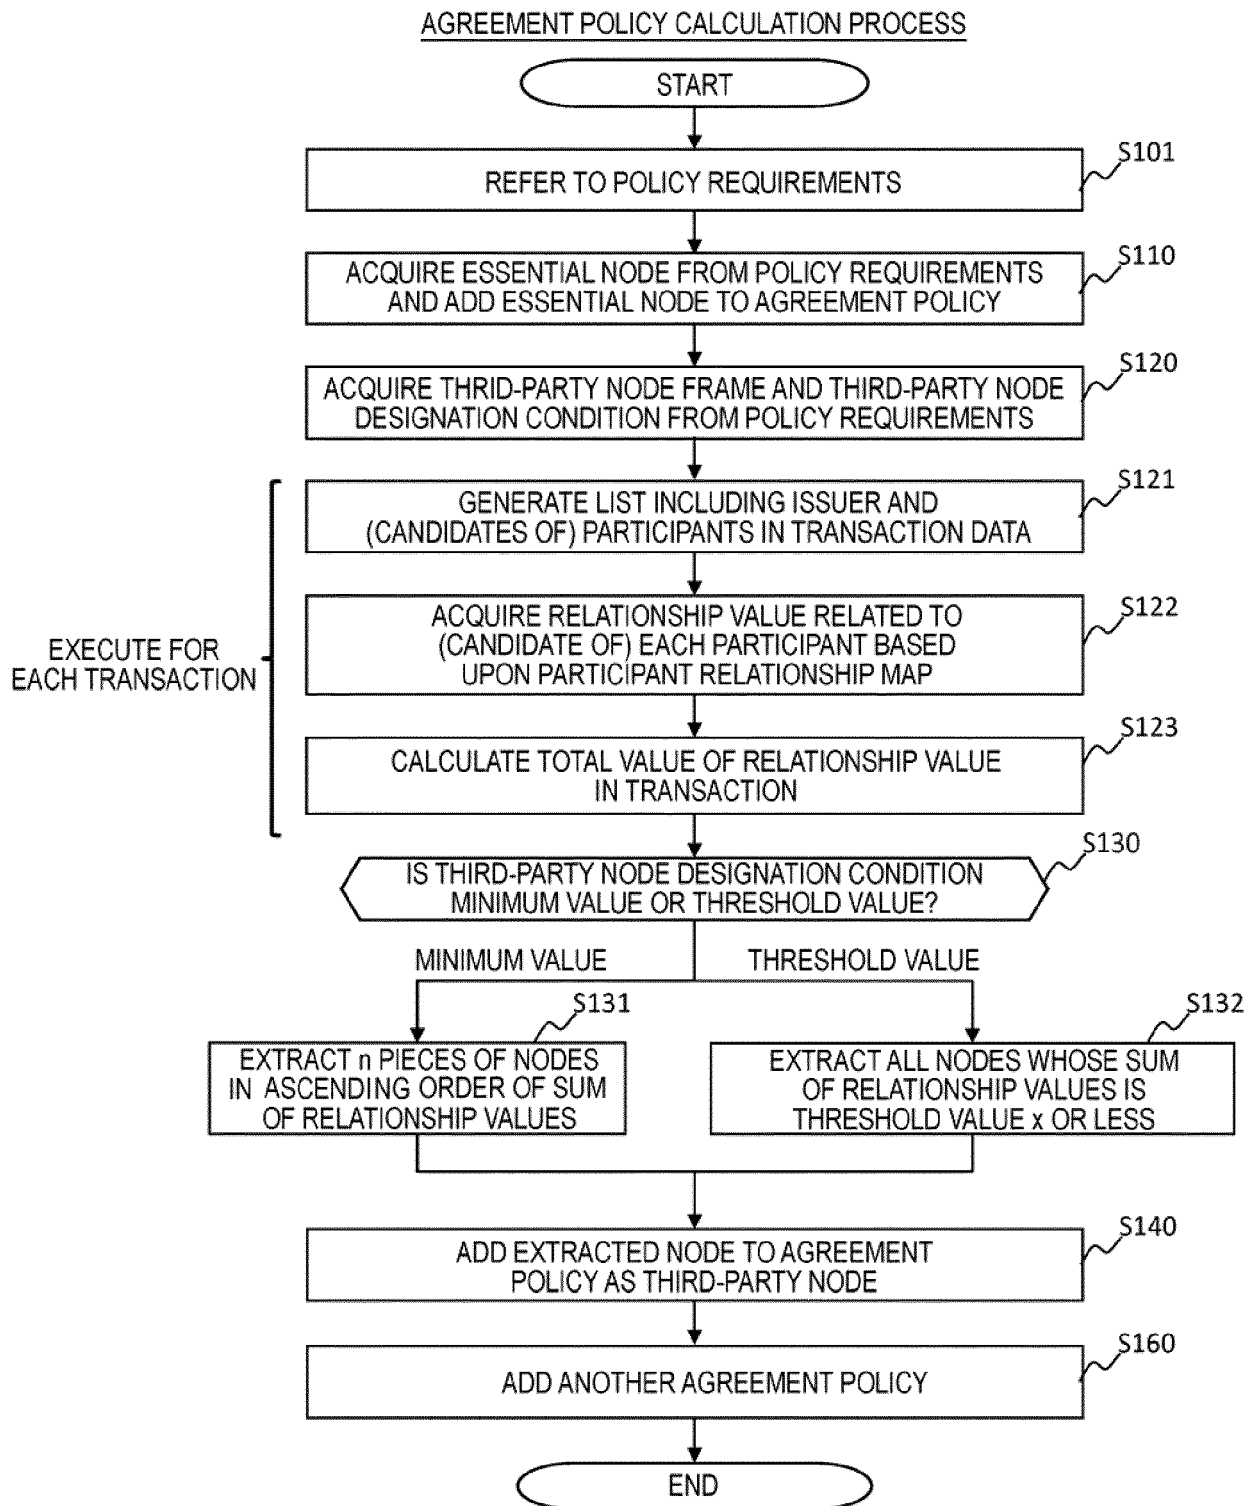 AGREEMENT POLICY CALCULATION PROCESS
START
S101
REFER TO POLICY REQUIREMENTS
S110
ACQUIRE ESSENTIAL NODE FROM POLICY REQUIREMENTS
AND ADD ESSENTIAL NODE TO AGREEMENT POLICY
S120
ACQUIRE THRID-PARTY NODE FRAME AND THIRD-PARTY NODE
DESIGNATION CONDITION FROM POLICY REQUIREMENTS
EXECUTE FOR
EACH TRANSACTION
S121
GENERATE LIST INCLUDING ISSUER AND
(CANDIDATES OF) PARTICIPANTS IN TRANSACTION DATA
S122
ACQUIRE RELATIONSHIP VALUE RELATED TO
(CANDIDATE OF) EACH PARTICIPANT BASED
UPON PARTICIPANT RELATIONSHIP MAP
S123
CALCULATE TOTAL VALUE OF RELATIONSHIP VALUE
IN TRANSACTION
S130
IS THIRD-PARTY NODE DESIGNATION CONDITION
MINIMUM VALUE OR THRESHOLD VALUE?
MINIMUM VALUE
THRESHOLD VALUE
S131
EXTRACT n PIECES OF NODES
IN ASCENDING ORDER OF SUM
OF RELATIONSHIP VALUES
S132
EXTRACT ALL NODES WHOSE SUM
OF RELATIONSHIP VALUES IS
THRESHOLD VALUE x OR LESS
S140
ADD EXTRACTED NODE TO AGREEMENT
POLICY AS THIRD-PARTY NODE
S160
ADD ANOTHER AGREEMENT POLICY
END